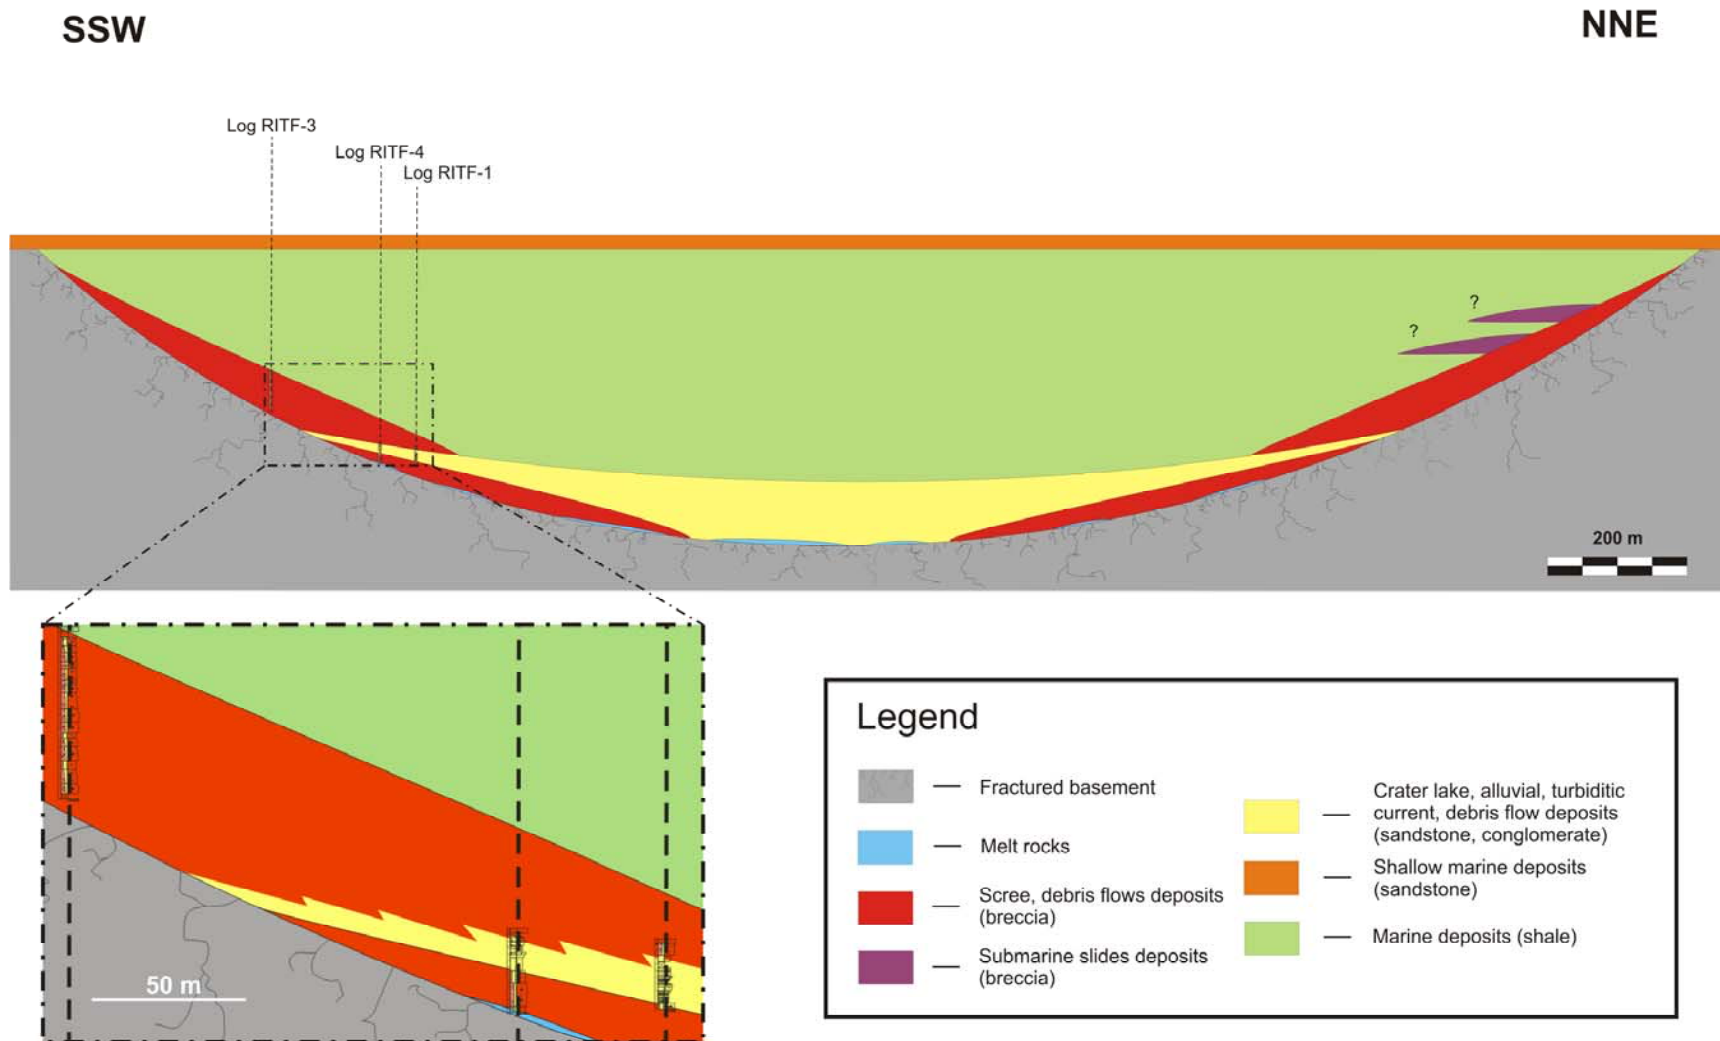 SSW
NNE
Log RITF-3
Log RITF-4
Log RITF-1
?
?
200 m
50 m
Legend
Fractured basement
Melt rocks
Scree, debris flows deposits
(breccia)
Submarine slides deposits
(breccia)
Crater lake, alluvial, turbiditic
current, debris flow deposits
(sandstone, conglomerate)
Shallow marine deposits
(sandstone)
Marine deposits (shale)